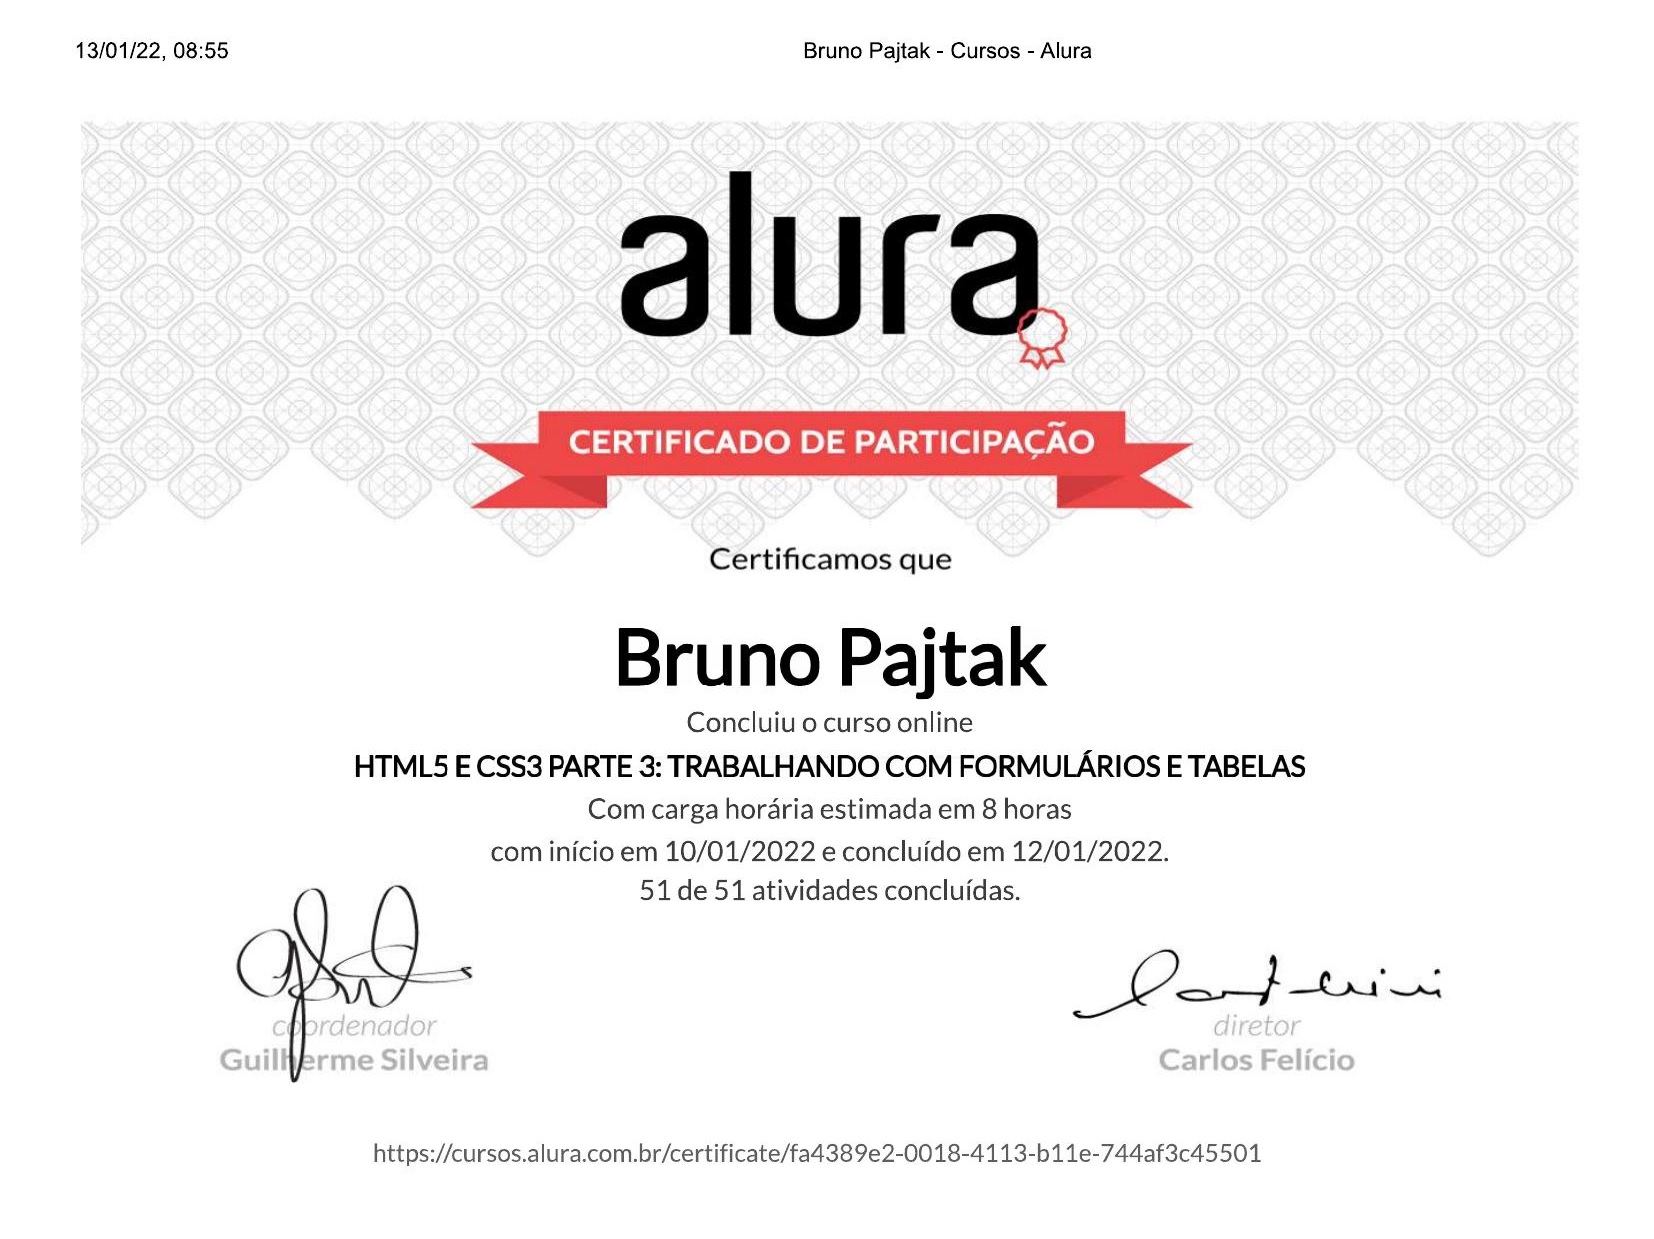 13/01/22, 08:55
Bruno Pajtak - Cursos - Alura
alura
CERTIFICADO DE PARTICIPAÇÃO
Certificamos que
Bruno Pajtak
Concluiu o curso online
HTML5 E CSS3 PARTE 3: TRABALHANDO COM FORMULÁRIOS E TABELAS
Com carga horária estimada em 8 horas
com início em 10/01/2022 e concluído em 12/01/2022.
51 de 51 atividades concluídas.
coordenador
Guilherme Silveira
diretor
Carlos Felício
https://cursos.alura.com.br/certificate/fa4389e2-0018-4113-b11e-744af3c45501